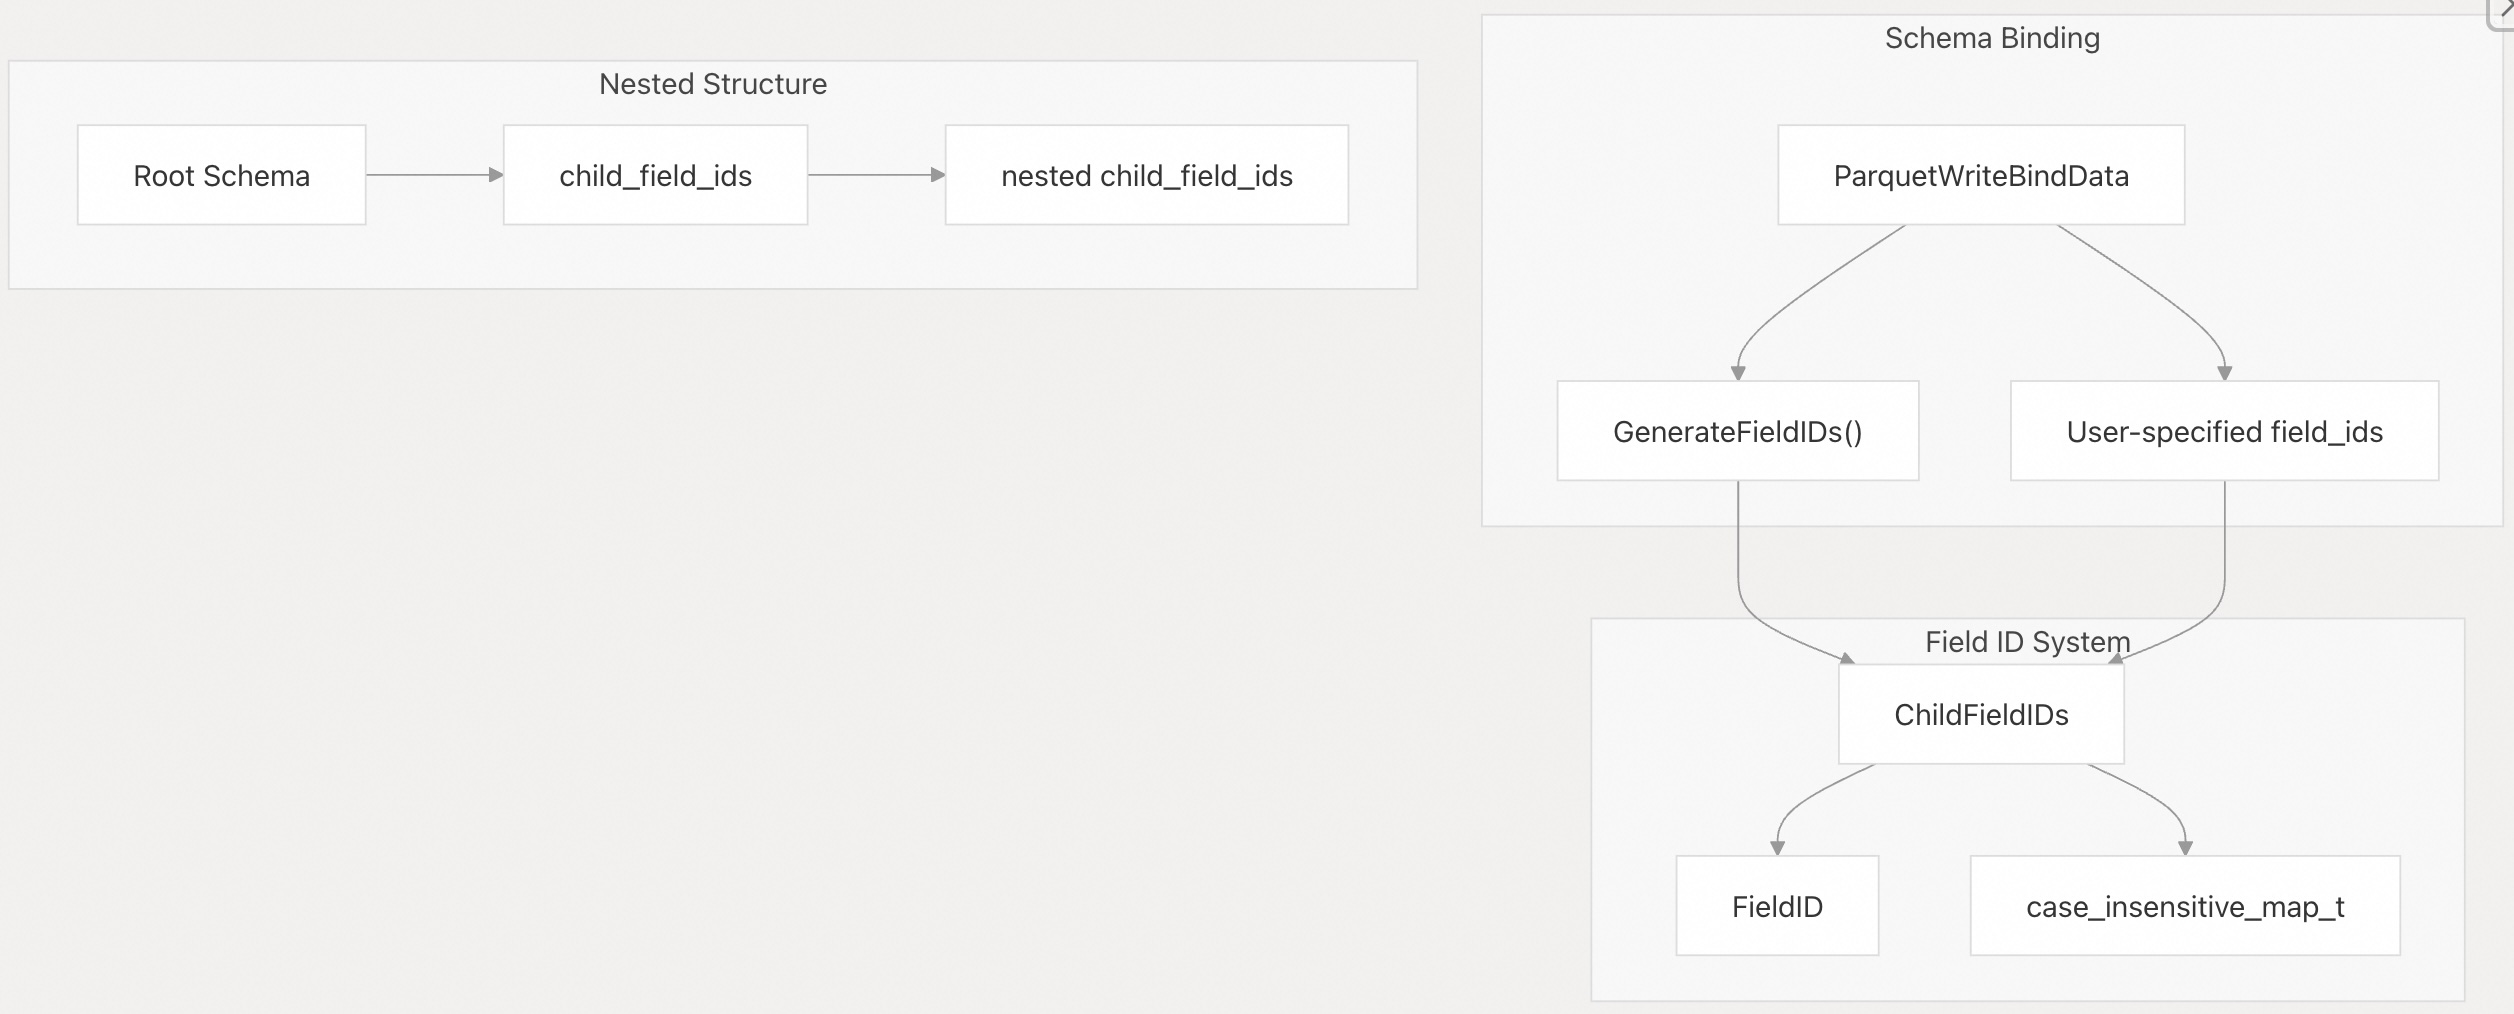 Nested Structure
Root Schema
child_field_ids
nested child_field_ids
Schema Binding
ParquetWriteBindData
GenerateFieldIDs()
User-specified field_ids
Field ID System
ChildFieldIDs
FieldID
case_insensitive_map_t